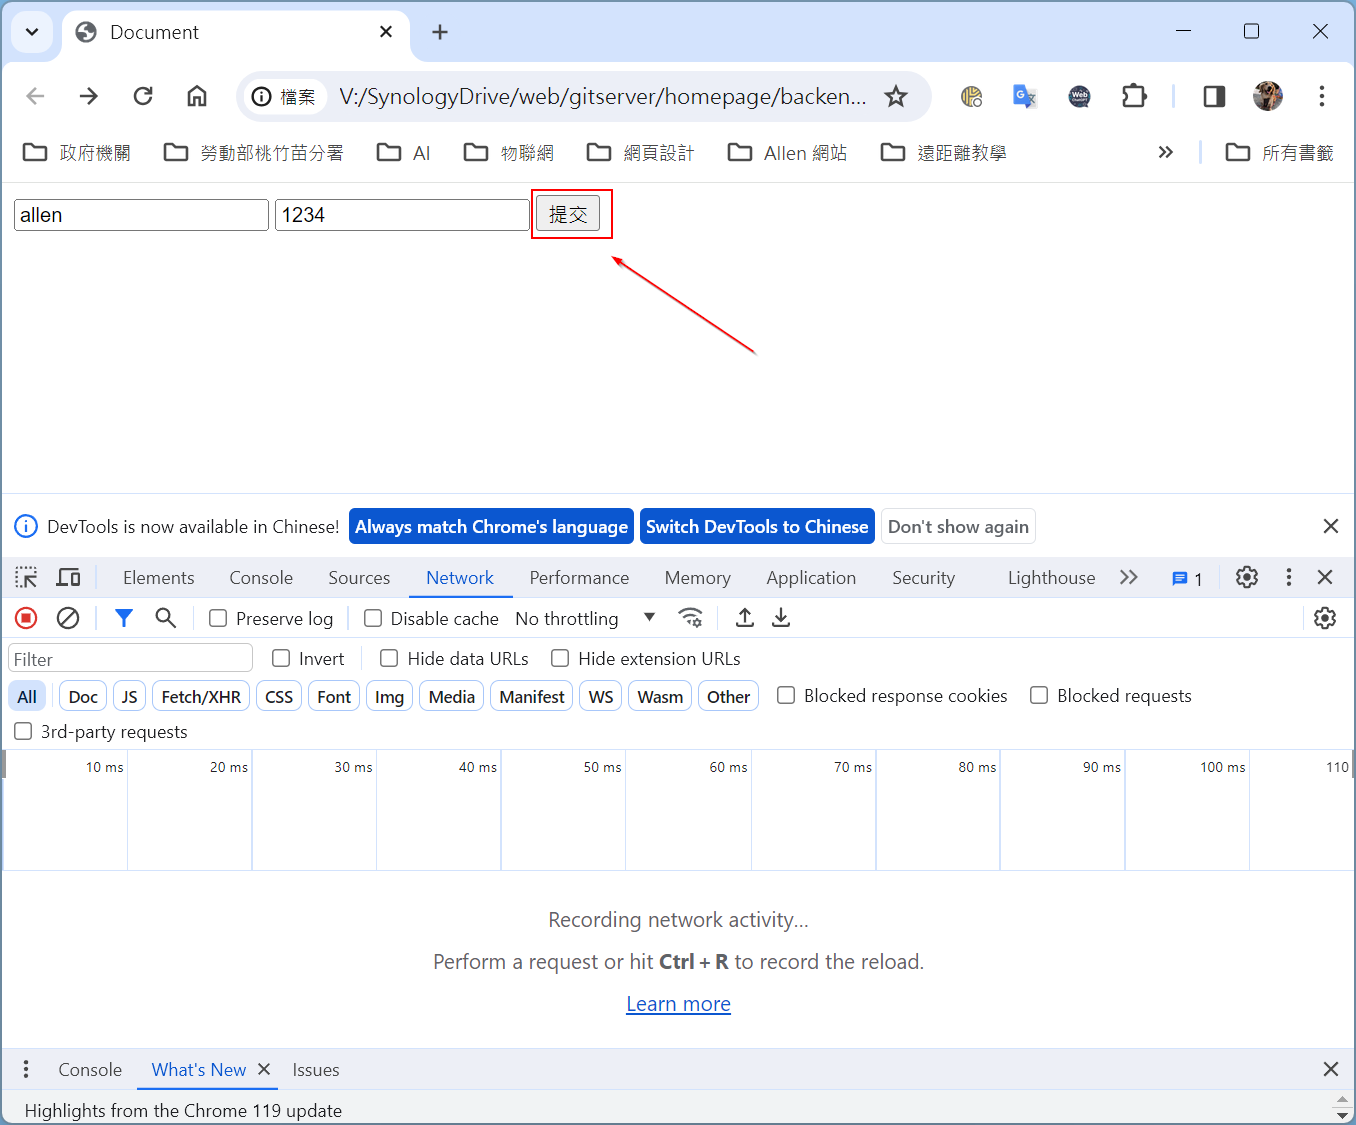 Document
檔案 V:/SynologyDrive/web/gitserver/homepage/backen...
政府機關 勞動部桃竹苗分署 AI 物聯網 網頁設計 Allen 網站 遠距離教學 所有書籤
allen 1234 提交
DevTools is now available in Chinese! Always match Chrome's language Switch DevTools to Chinese Don't show again
Elements Console Sources Network Performance Memory Application Security Lighthouse 1
Preserve log Disable cache No throttling
Filter Invert Hide data URLs Hide extension URLs
All Doc JS Fetch/XHR CSS Font Img Media Manifest WS Wasm Other Blocked response cookies Blocked requests
3rd-party requests
10 ms 20 ms 30 ms 40 ms 50 ms 60 ms 70 ms 80 ms 90 ms 100 ms 110
Recording network activity...
Perform a request or hit Ctrl + R to record the reload.
Learn more
Console What's New Issues
Highlights from the Chrome 119 update